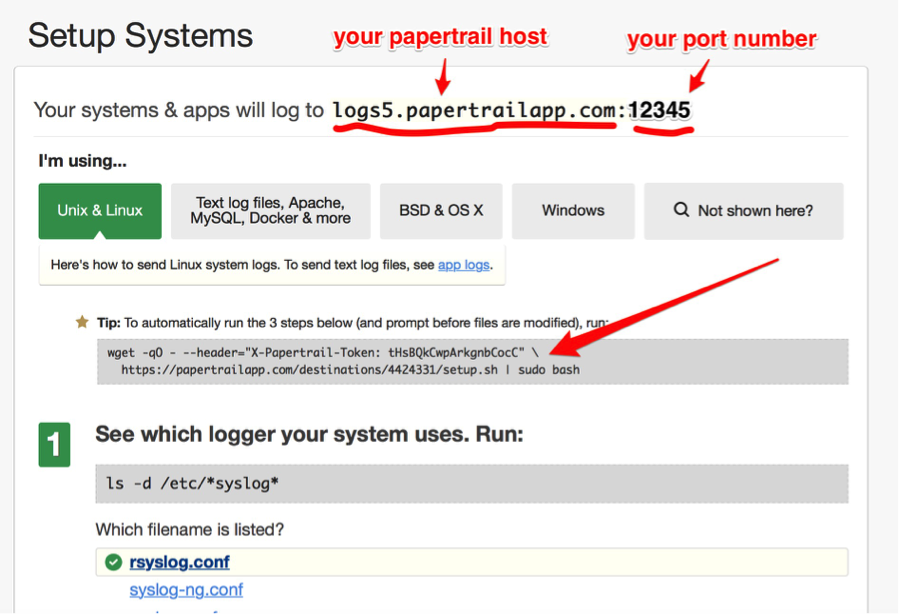 Setup Systems
your papertrail host
your port number
Your systems & apps will log to logs5.papertrailapp.com:12345
I'm using...
Unix & Linux
Text log files, Apache,
MySQL, Docker & more
BSD & OS X
Windows
Not shown here?
Here's how to send Linux system logs. To send text log files, see app logs.
Tip: To automatically run the 3 steps below (and prompt before files are modified), run:
wget -qO - --header="X-Papertrail-Token: tHsBQkCwpArkgnbCocC" \
https://papertrailapp.com/destinations/4424331/setup.sh | sudo bash
1
See which logger your system uses. Run:
ls -d /etc/*syslog*
Which filename is listed?
rsyslog.conf
syslog-ng.conf